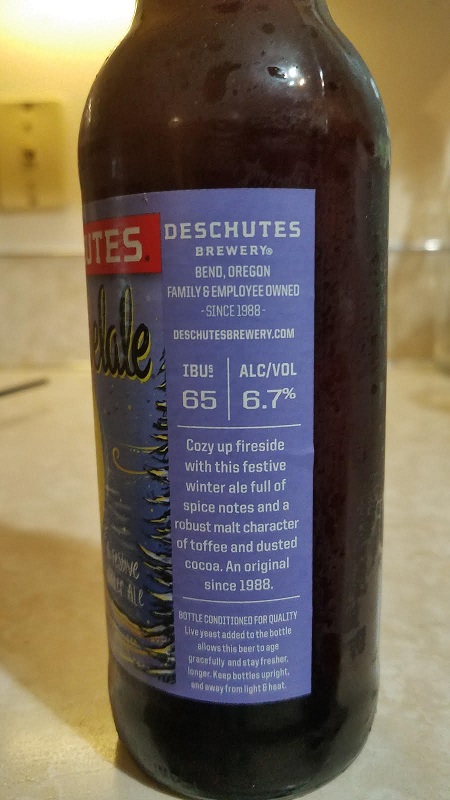 UTES.
elale
DESCHUTES
BREWERY®
BEND, OREGON
FAMILY & EMPLOYEE OWNED
- SINCE 1988 -
DESCHUTESBREWERY.COM
IBUs ALC/VOL
65 6.7%
Cozy up fireside
with this festive
winter ale full of
spice notes and a
robust malt character
of toffee and dusted
cocoa. An original
since 1988.
BOTTLE CONDITIONED FOR QUALITY
Live yeast added to the bottle
allows this beer to age
gracefully and stay fresher,
longer. Keep bottles upright,
and away from light & heat.
Festive
Ale